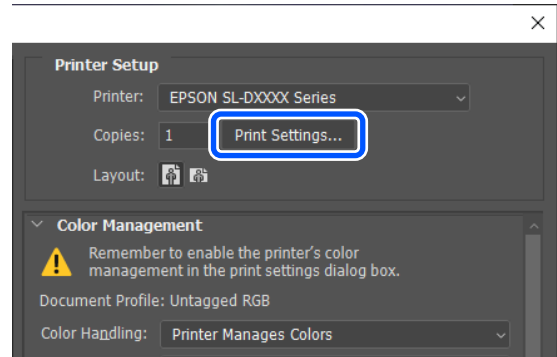 Printer Setup
Printer: EPSON SL-DXXXX Series
Copies: 1 Print Settings...
Layout:
Color Management
Remember to enable the printer's color
management in the print settings dialog box.
Document Profile: Untagged RGB
Color Handling: Printer Manages Colors